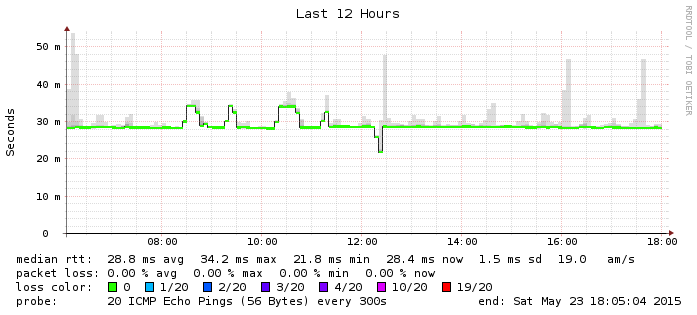 Last 12 Hours
RRDTOOL / TOBI OETIKER
Seconds
50 m
40 m
30 m
20 m
10 m
0
08:00 10:00 12:00 14:00 16:00 18:00
median rtt: 28.8 ms avg 34.2 ms max 21.8 ms min 28.4 ms now 1.5 ms sd 19.0 am/s
packet loss: 0.00 % avg 0.00 % max 0.00 % min 0.00 % now
loss color: 0 1/20 2/20 3/20 4/20 10/20 19/20
probe: 20 ICMP Echo Pings (56 Bytes) every 300s end: Sat May 23 18:05:04 2015